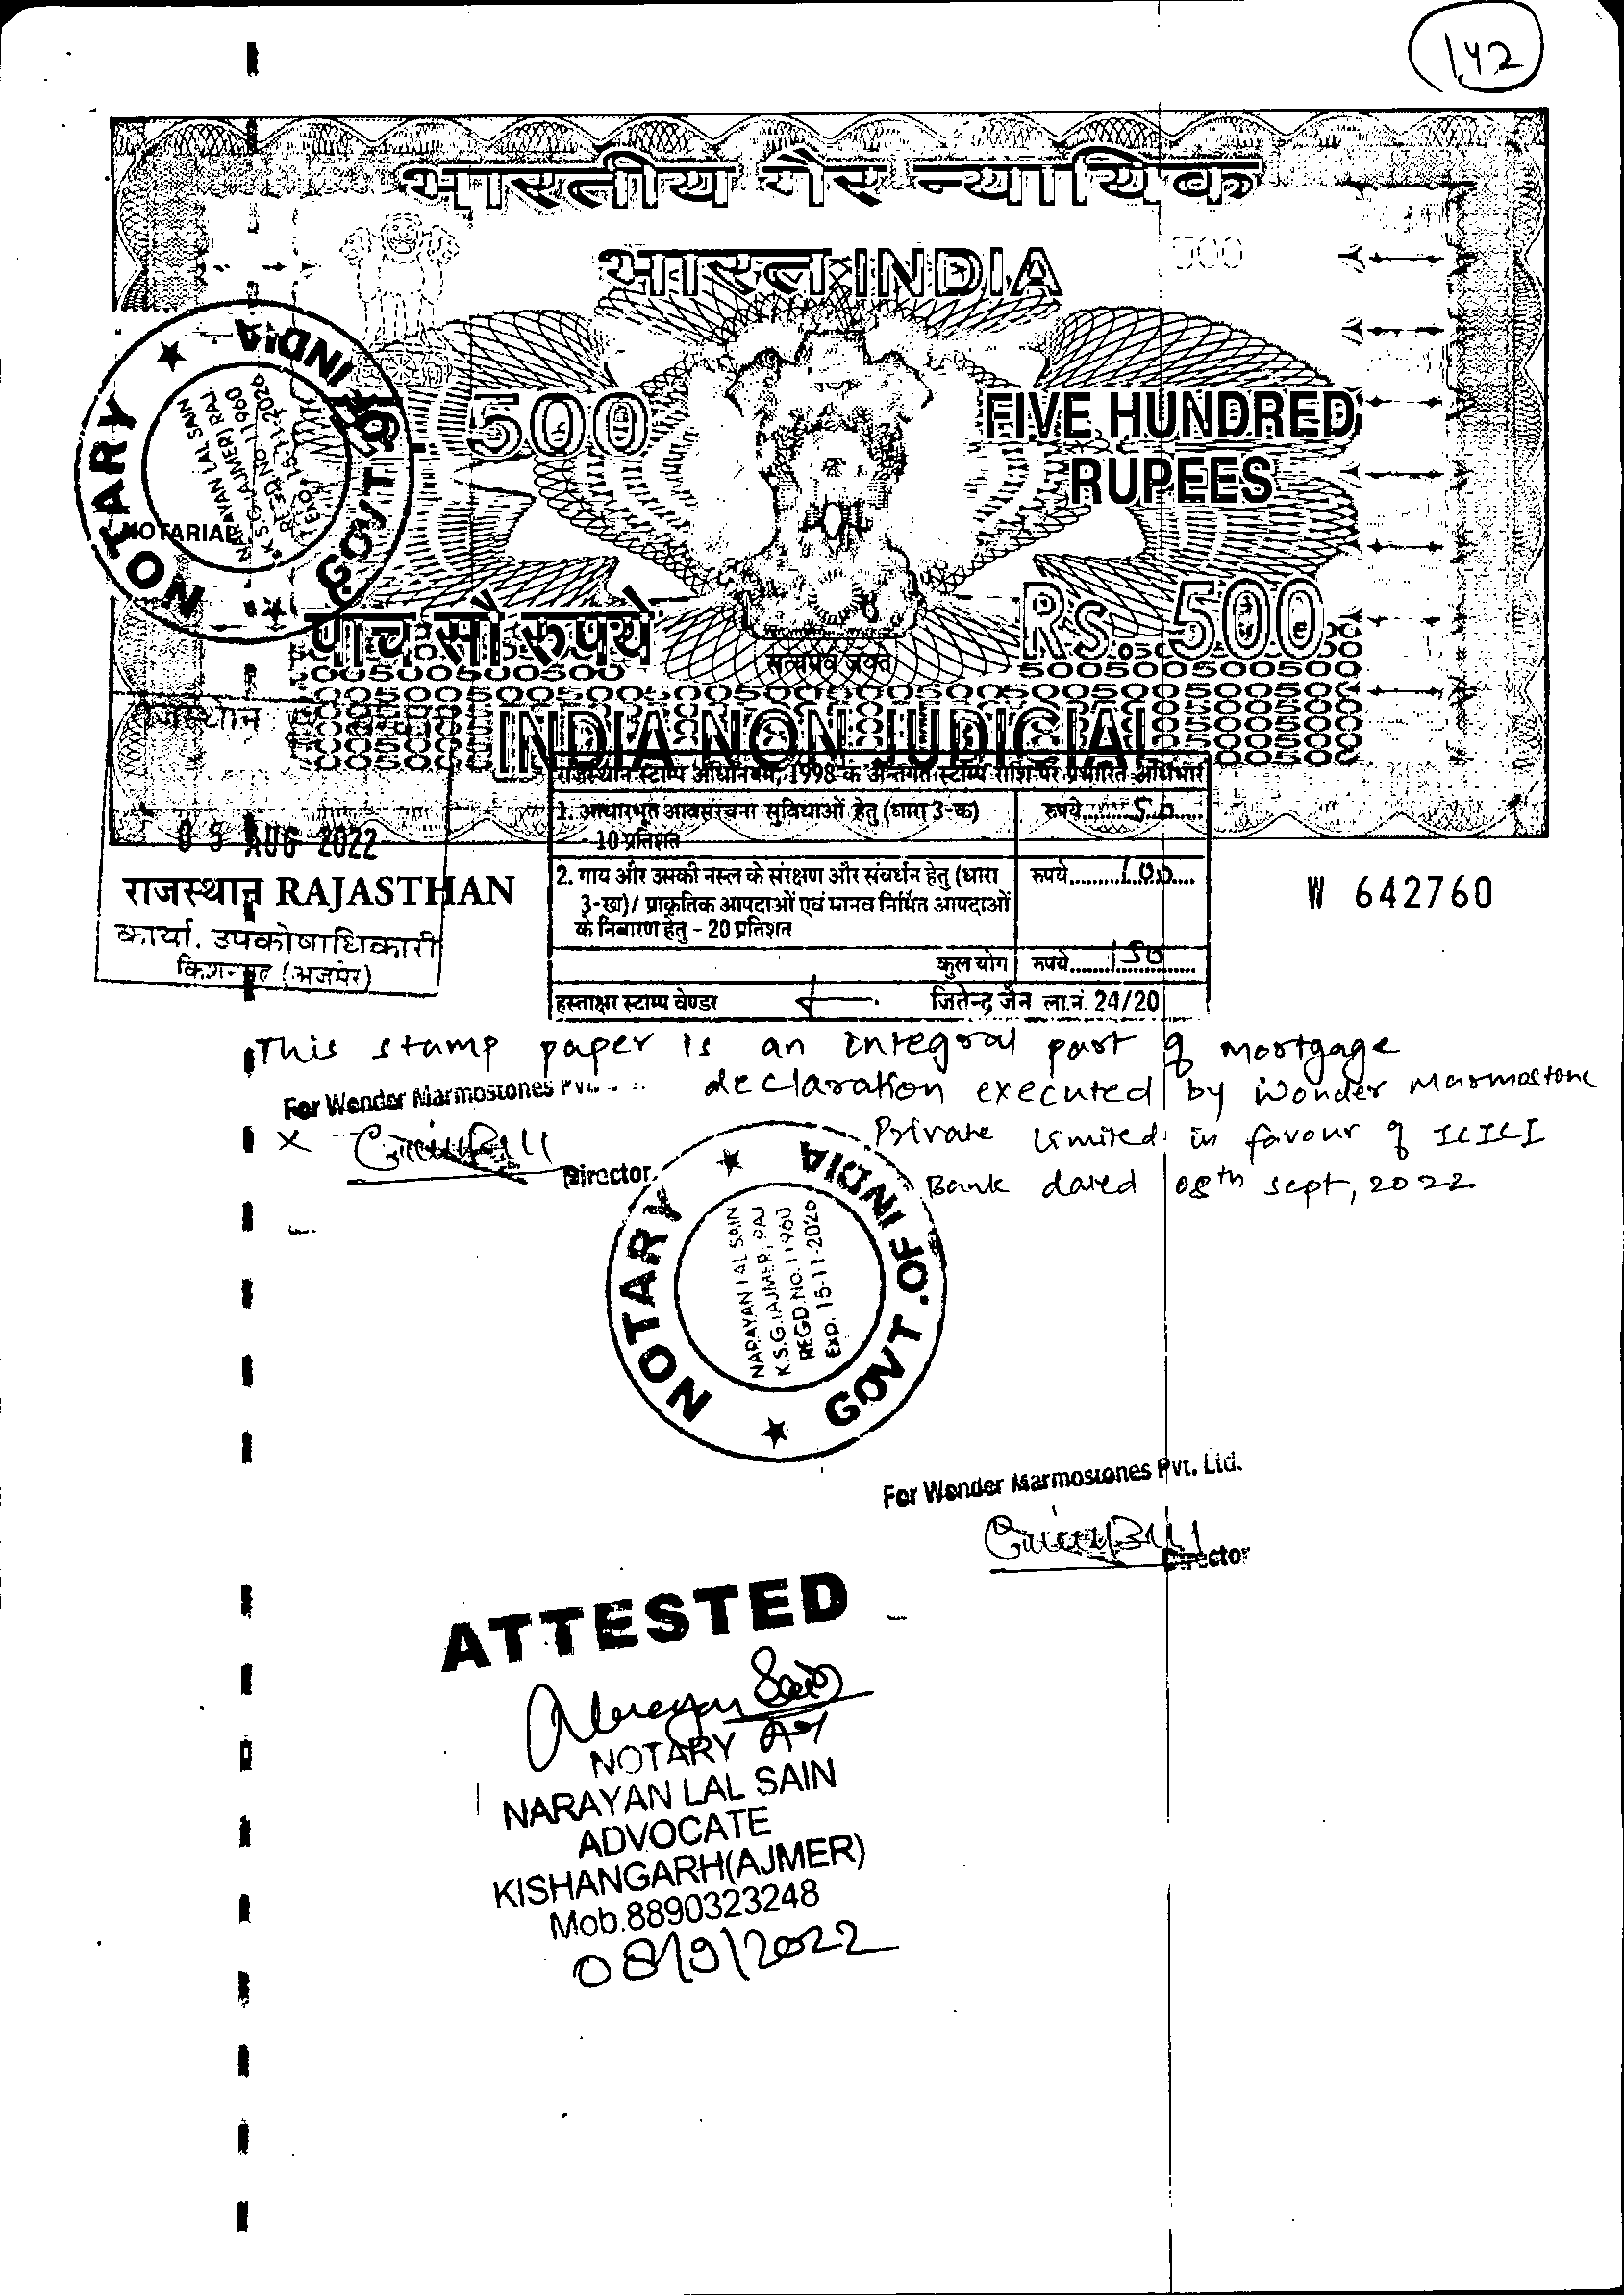 142
भारतीय गैर न्यायिक
भारत INDIA
500
500
FIVE HUNDRED
RUPEES
पाच सौ रूपये
Rs. 500
सत्यमेव जयते
INDIA NON JUDICIAL
NOTARY ★ GOVT. OF INDIA ★
NARAYAN LAL SAIN
K.S.G. (AJMER) RAJ.
REGD. NO. 11960
EXP. 15-11-2026
NOTARIAL
राजस्थान
05 AUG 2022
राजस्थान RAJASTHAN
कार्या. उपकोषाधिकारी
किशनगढ़ (अजमेर)
राजस्थान स्टाम्प अधिनियम, 1998 के अन्तर्गत स्टाम्प राशि पर प्रभारित अधिभार
1. आधारभूत आवसंरचना सुविधाओं हेतु (धारा 3-क) रुपये..........50.....
- 10 प्रतिशत
2. गाय और उसकी नस्ल के संरक्षण और संवर्धन हेतु (धारा रुपये..........100.....
3-ख)/ प्राकृतिक आपदाओं एवं मानव निर्मित आपदाओं
के निवारण हेतु - 20 प्रतिशत
कुल योग रुपये..........150.....
हस्ताक्षर स्टाम्प वेण्डर जितेन्द्र जैन ला.नं. 24/20
W 642760
This stamp paper is an integral part of mortgage
declaration executed by Wonder Marmostone
Private Limited in favour of ICICI
Bank dated 08th Sept, 2022
For Wonder Marmostones Pvt.
X
Director
NOTARY ★ GOVT. OF INDIA ★
NARAYAN LAL SAIN
K.S.G. (AJMER) RAJ.
REGD. NO. 11960
EXP. 15-11-2026
For Wonder Marmostones Pvt. Ltd.
Director
ATTESTED
NOTARY
NARAYAN LAL SAIN
ADVOCATE
KISHANGARH(AJMER)
Mob.8890323248
08/9/2022